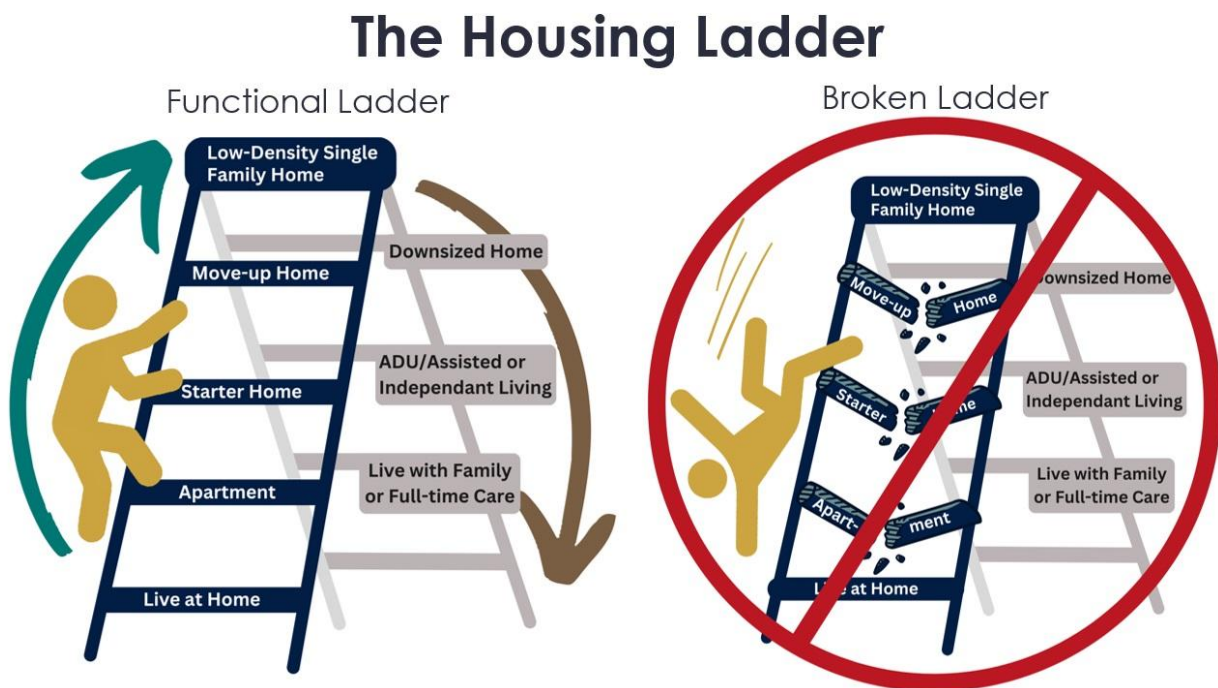 The Housing Ladder
Functional Ladder
Low-Density Single
Family Home
Downsized Home
Move-up Home
ADU/Assisted or
Independant Living
Starter Home
Live with Family
or Full-time Care
Apartment
Live at Home
Broken Ladder
Low-Density Single
Family Home
Downsized Home
Move-up Home
ADU/Assisted or
Independant Living
Starter Home
Live with Family
or Full-time Care
Apart- ment
Live at Home